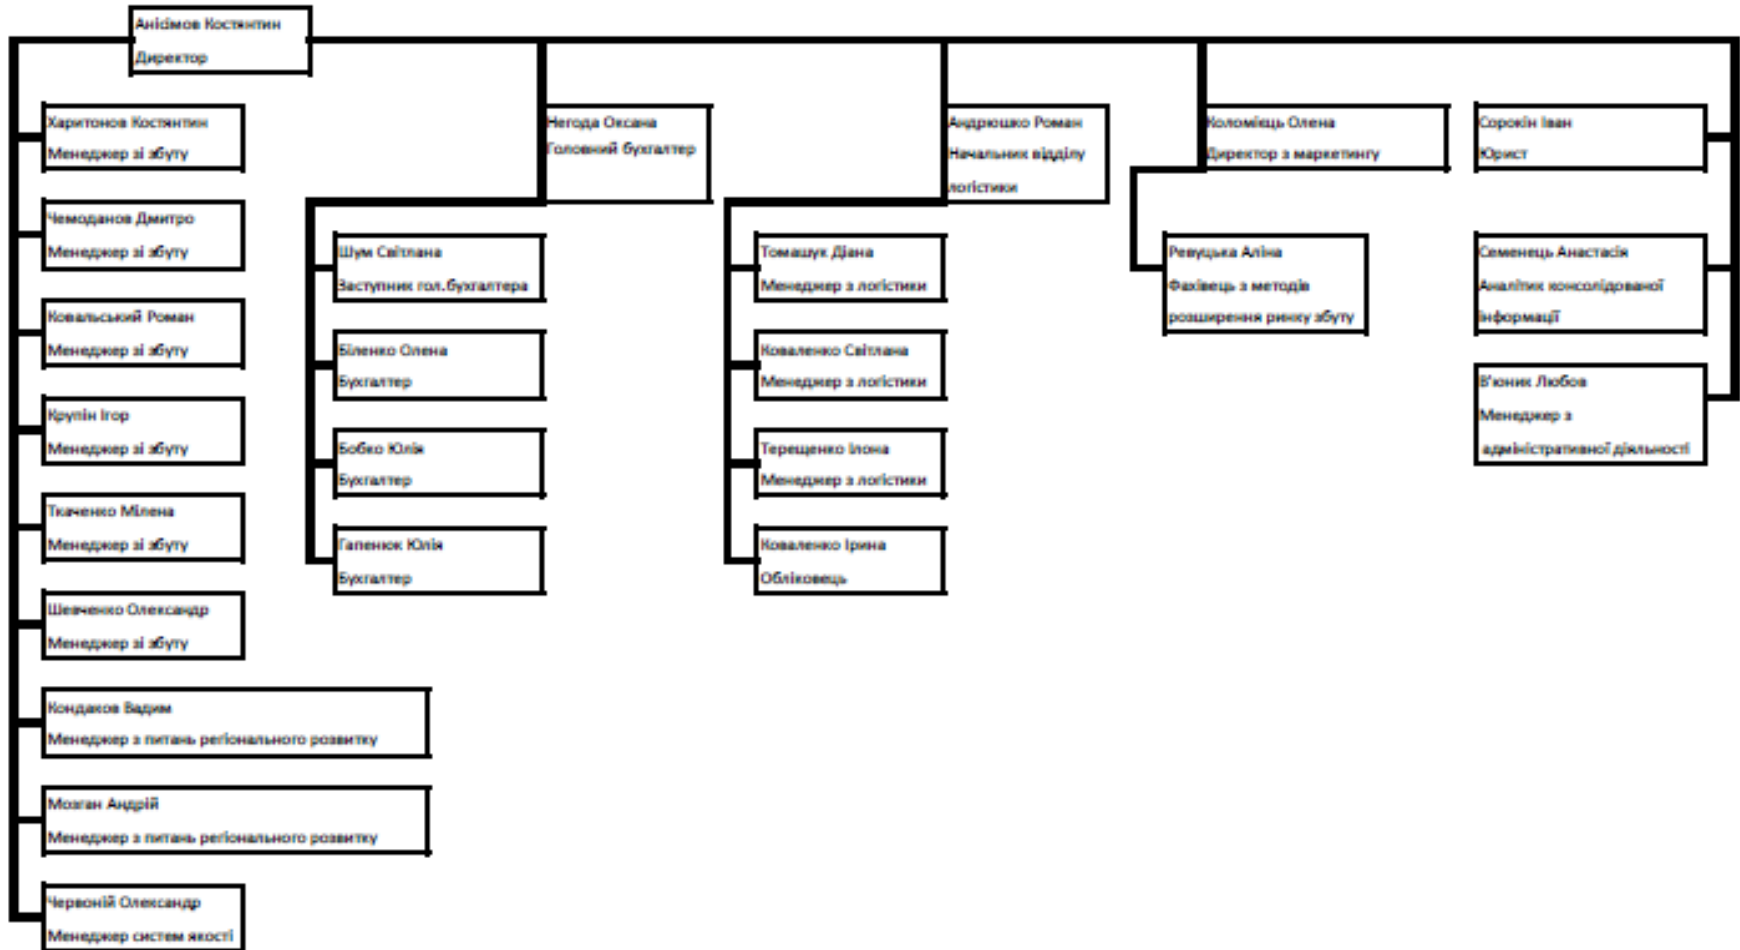 Анісімов Костянтин
Директор
Харитонов Костянтин
Менеджер зі збуту
Чемоданов Дмитро
Менеджер зі збуту
Ковальський Роман
Менеджер зі збуту
Крупін Ігор
Менеджер зі збуту
Ткаченко Мілена
Менеджер зі збуту
Шевченко Олександр
Менеджер зі збуту
Кондаков Вадим
Менеджер з питань регіонального розвитку
Мозган Андрій
Менеджер з питань регіонального розвитку
Червоній Олександр
Менеджер систем якості
Негода Оксана
Головний бухгалтер
Шум Світлана
Заступник гол.бухгалтера
Біленко Олена
Бухгалтер
Бобко Юлія
Бухгалтер
Гапенюк Юлія
Бухгалтер
Андрюшко Роман
Начальник відділу
логістики
Томашук Діана
Менеджер з логістики
Коваленко Світлана
Менеджер з логістики
Терещенко Ілона
Менеджер з логістики
Коваленко Ірина
Обліковець
Коломієць Олена
Директор з маркетингу
Ревуцька Аліна
Фахівець з методів
розширення ринку збуту
Сорокін Іван
Юрист
Семенець Анастасія
Аналітик консолідованої
інформації
В'юник Любов
Менеджер з
адміністративної діяльності